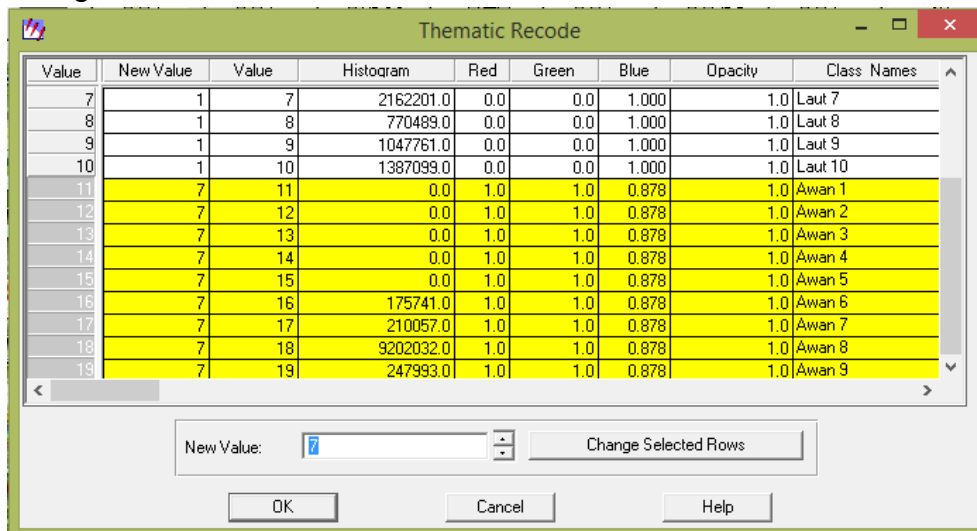 Thematic Recode
Value New Value Value Histogram Red Green Blue Opacity Class Names
7 1 7 2162201.0 0.0 0.0 1.000 1.0 Laut 7
8 1 8 770489.0 0.0 0.0 1.000 1.0 Laut 8
9 1 9 1047761.0 0.0 0.0 1.000 1.0 Laut 9
10 1 10 1387099.0 0.0 0.0 1.000 1.0 Laut 10
11 7 11 0.0 1.0 1.0 0.878 1.0 Awan 1
12 7 12 0.0 1.0 1.0 0.878 1.0 Awan 2
13 7 13 0.0 1.0 1.0 0.878 1.0 Awan 3
14 7 14 0.0 1.0 1.0 0.878 1.0 Awan 4
15 7 15 0.0 1.0 1.0 0.878 1.0 Awan 5
16 7 16 175741.0 1.0 1.0 0.878 1.0 Awan 6
17 7 17 210057.0 1.0 1.0 0.878 1.0 Awan 7
18 7 18 9202032.0 1.0 1.0 0.878 1.0 Awan 8
19 7 19 247993.0 1.0 1.0 0.878 1.0 Awan 9
New Value: 7 Change Selected Rows
OK Cancel Help